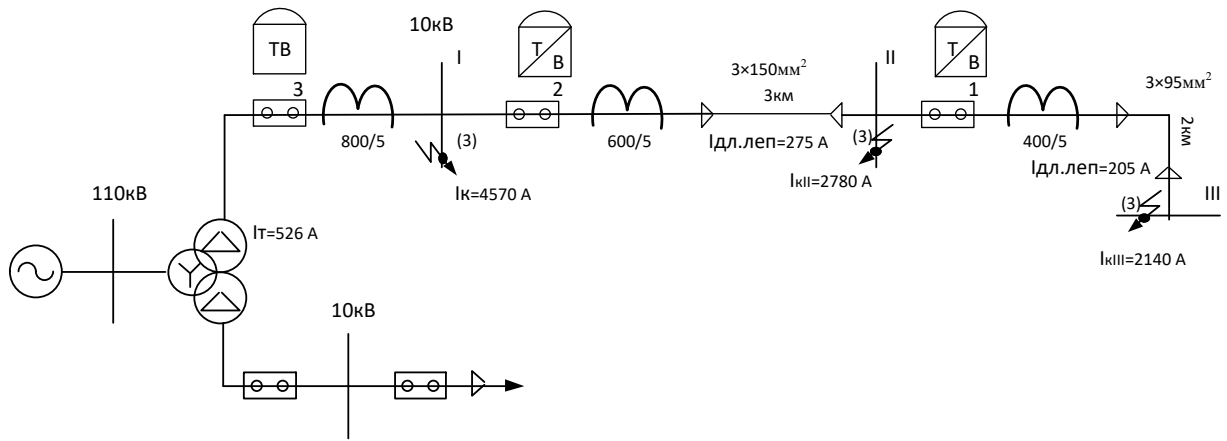 ТВ
3
800/5
10кВ
I
(3)
Iк=4570 А
Т
В
2
600/5
3×150мм²
3км
Iдл.леп=275 А
II
(3)
IкII=2780 А
Т
В
1
400/5
3×95мм²
2км
Iдл.леп=205 А
III
(3)
IкIII=2140 А
110кВ
Iт=526 А
10кВ